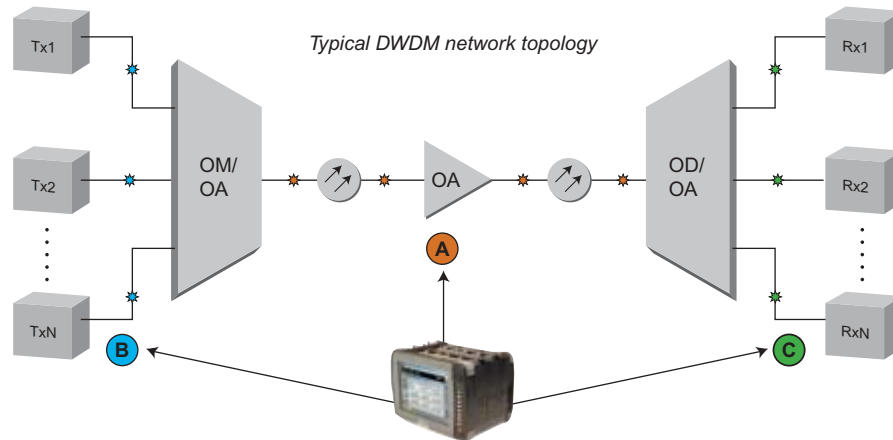 Typical DWDM network topology
Tx1
Rx1
OM/
OA
OA
OD/
OA
Tx2
Rx2
A
TxN
RxN
B
C